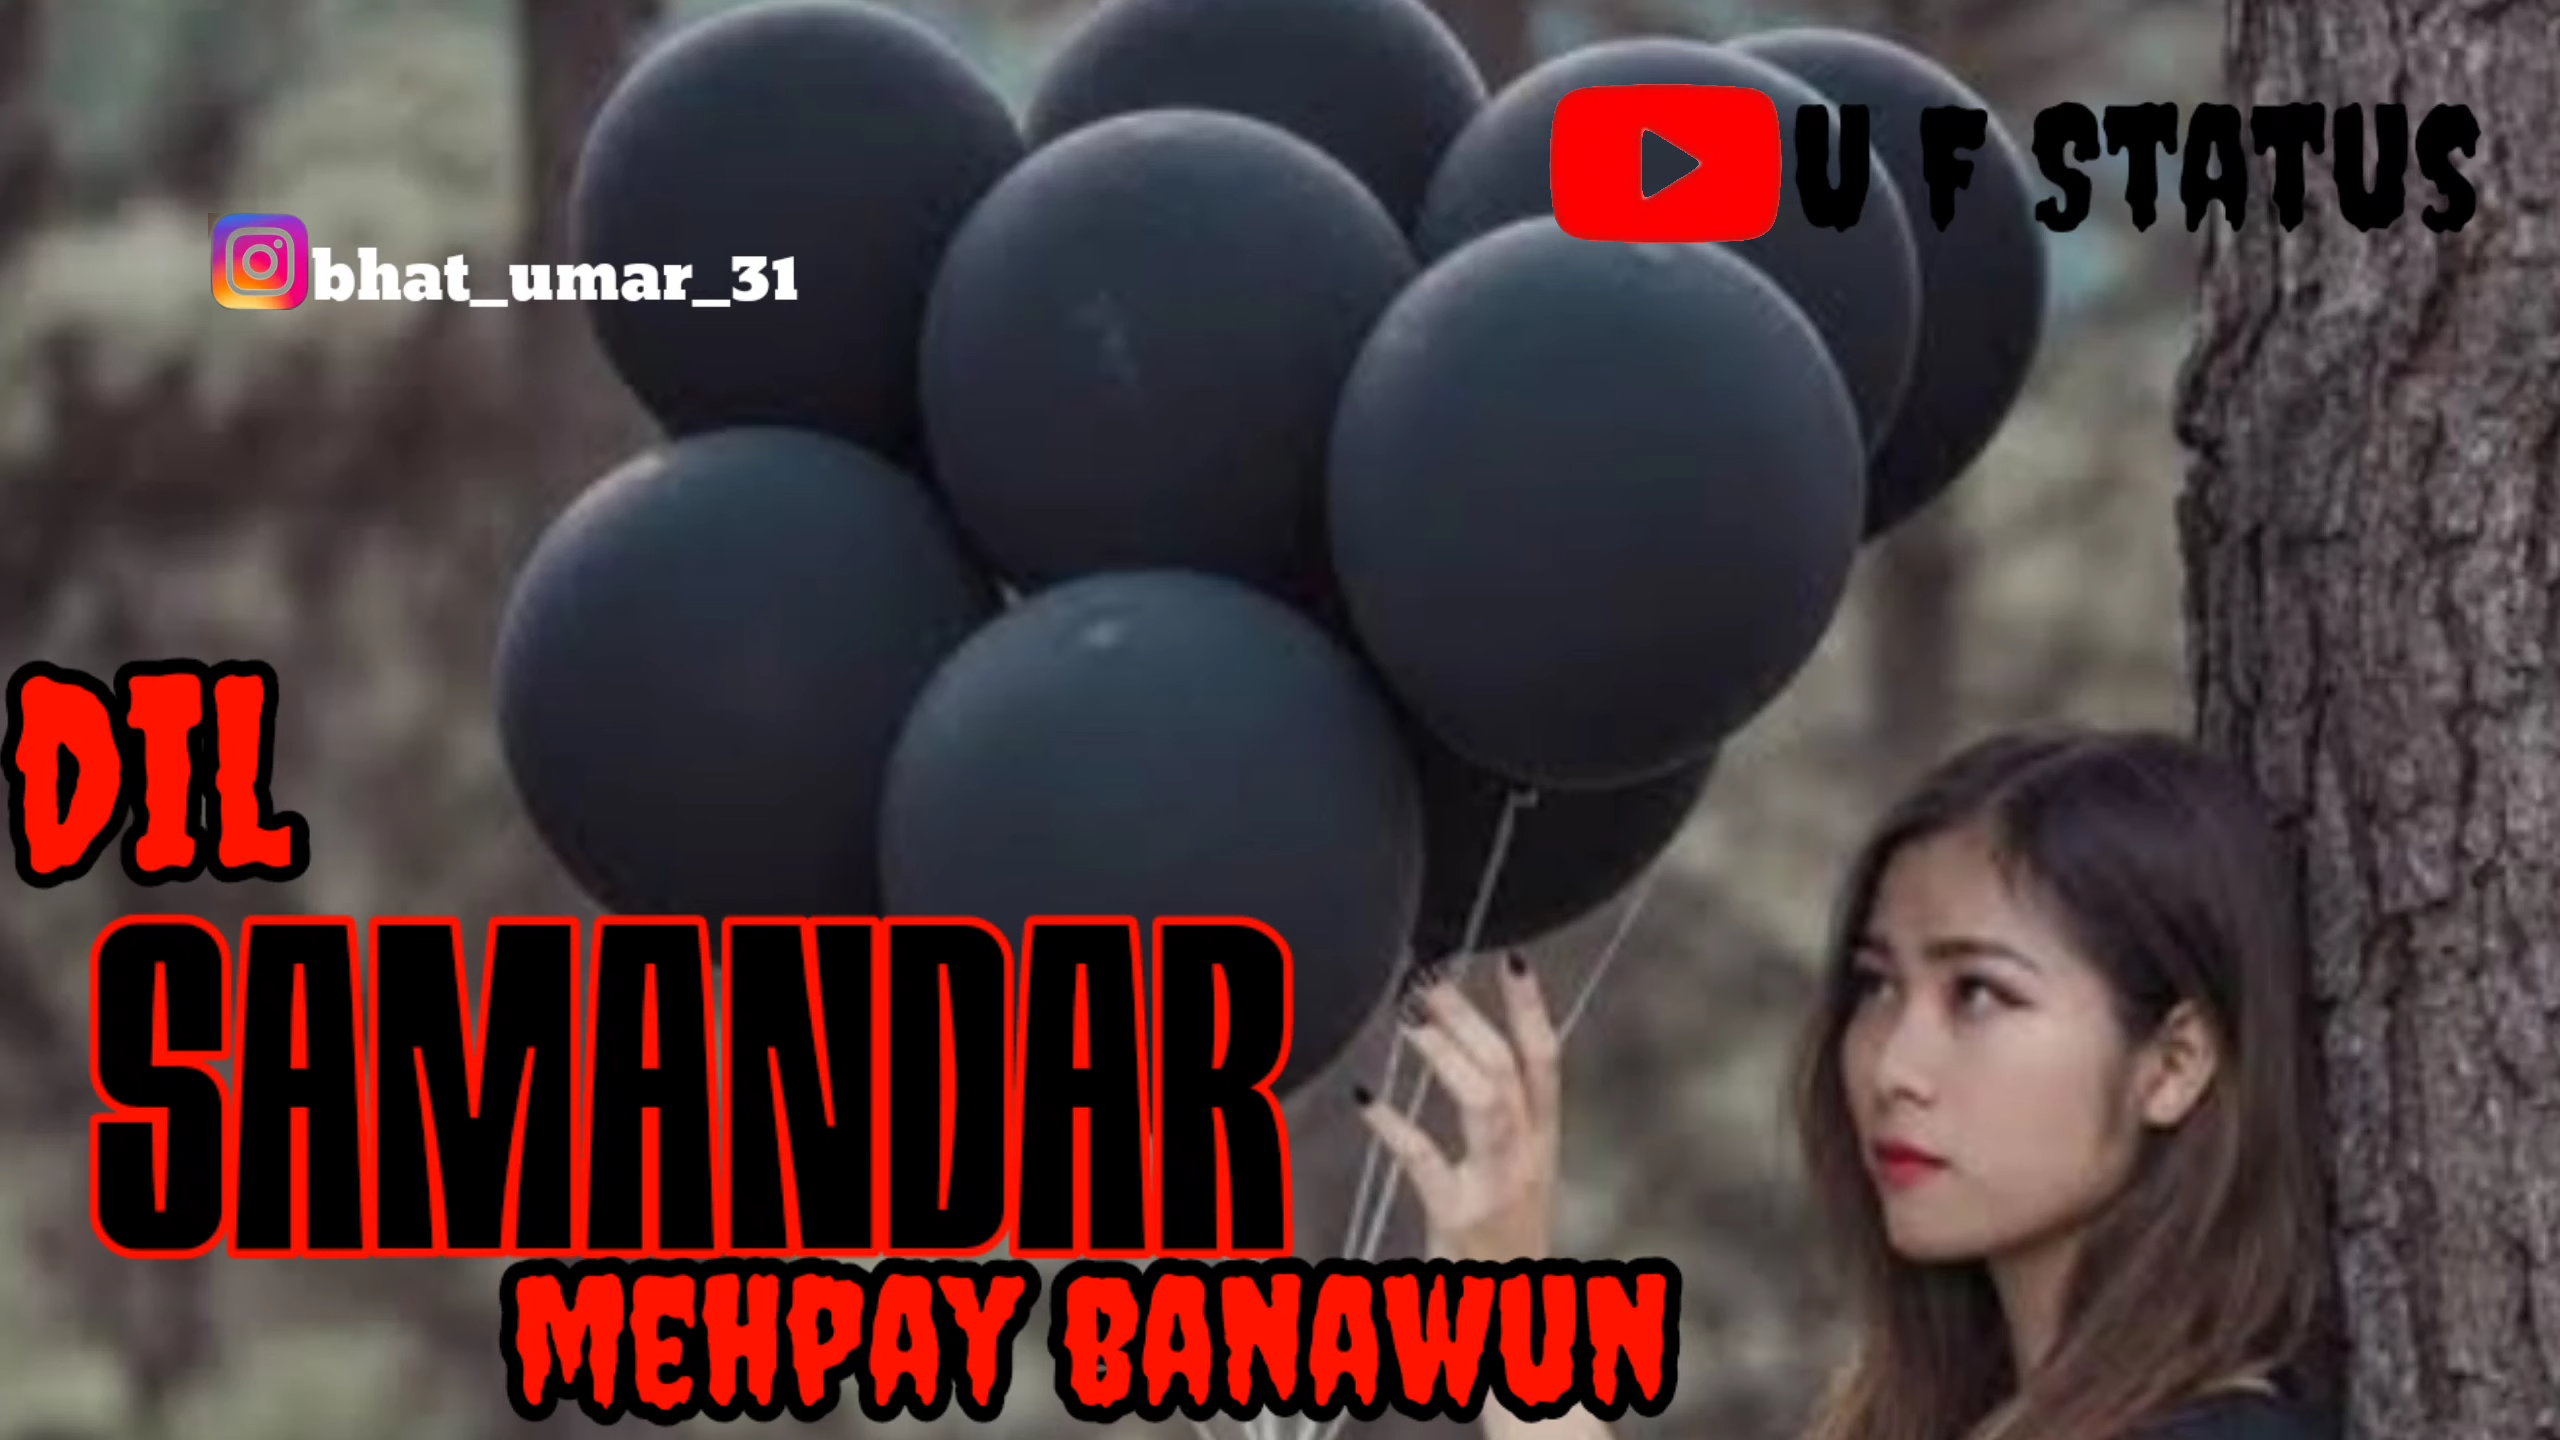 U F STATUS
bhat_umar_31
DIL
SAMANDAR
MEHPAY BANAWUN